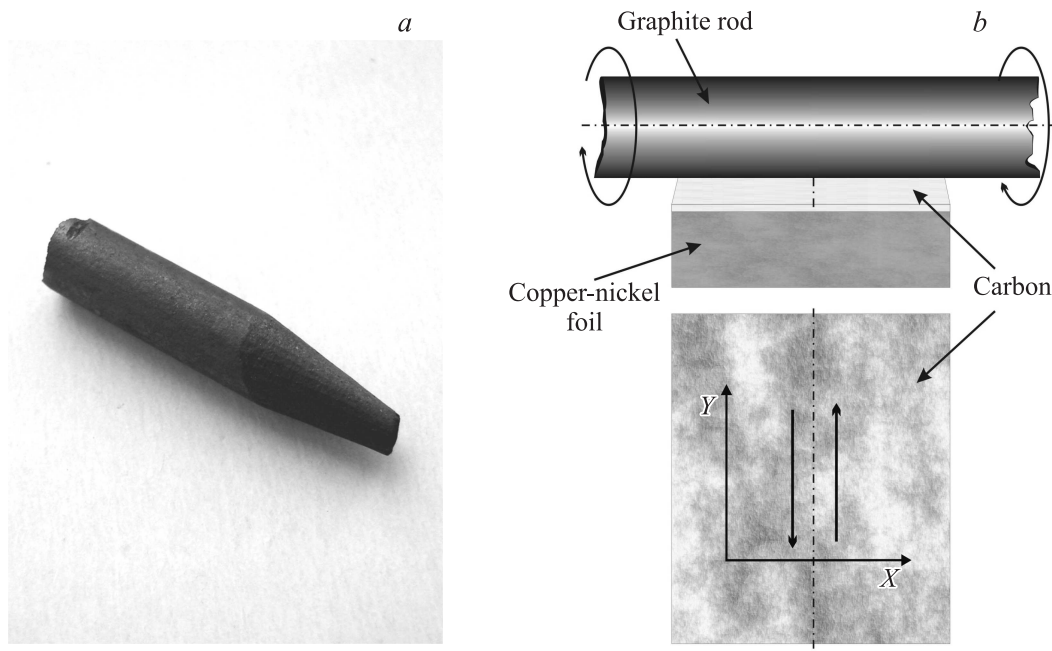 a
b
Graphite rod
Copper-nickel
foil
Carbon
Y
X